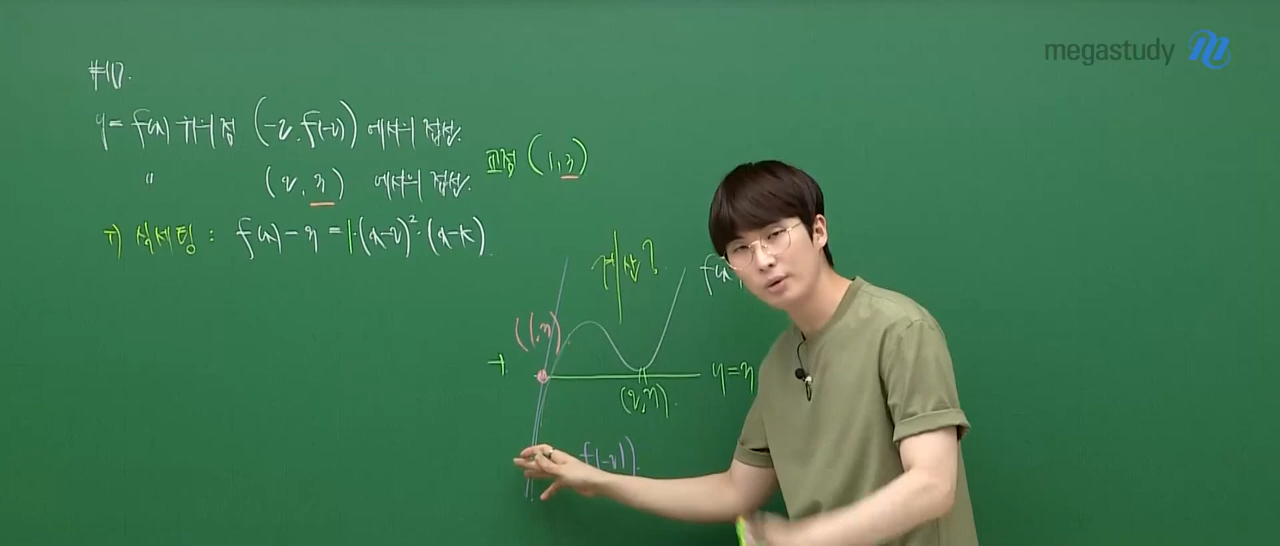 megastudy
#10.
y = f(x) 위의 점 (-2, f(-2)) 에서의 접선.
" (2, 3) 에서의 접선. 교점 (1, 3)
→) 식세팅 : f(x) - 3 = 1·(x-2)²·(x-k).
계산?
f(x)
(1, 3)
→ y=3
(2, 3).
f(-2)).